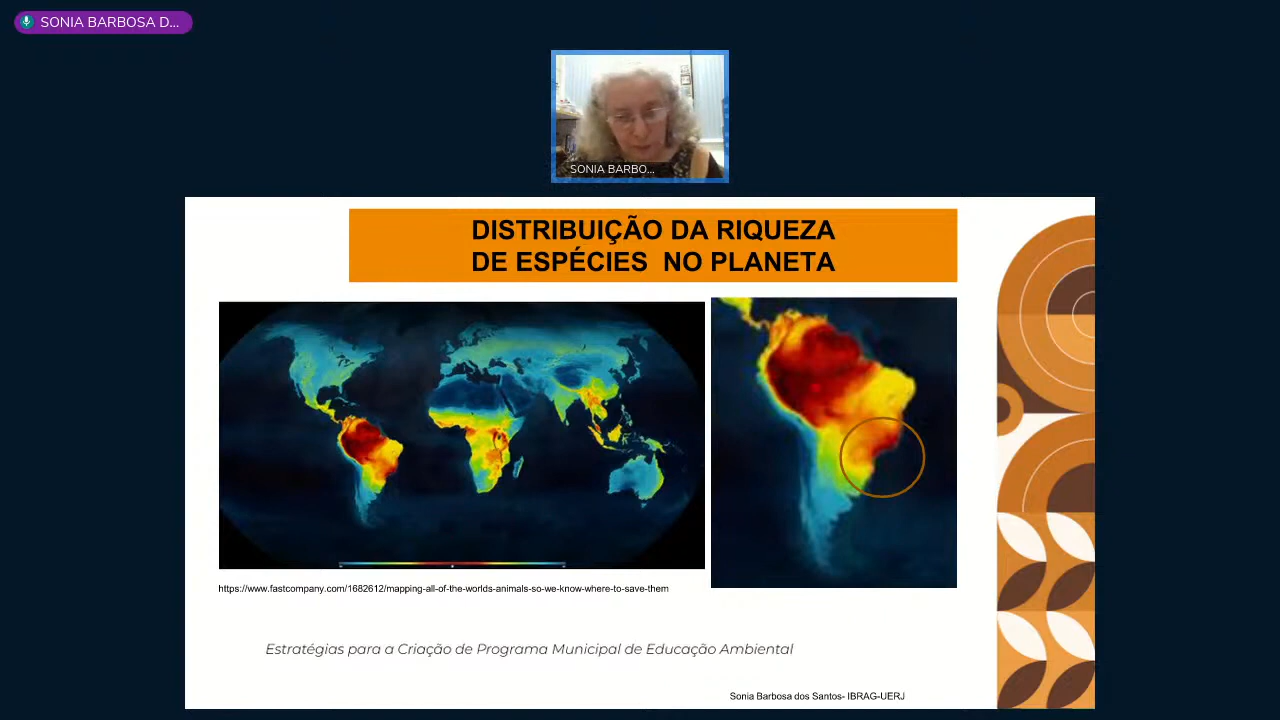 SONIA BARBOSA D...
SONIA BARBO...
DISTRIBUIÇÃO DA RIQUEZA
DE ESPÉCIES  NO PLANETA
https://www.fastcompany.com/1682612/mapping-all-of-the-worlds-animals-so-we-know-where-to-save-them
Estratégias para a Criação de Programa Municipal de Educação Ambiental
Sonia Barbosa dos Santos- IBRAG-UERJ